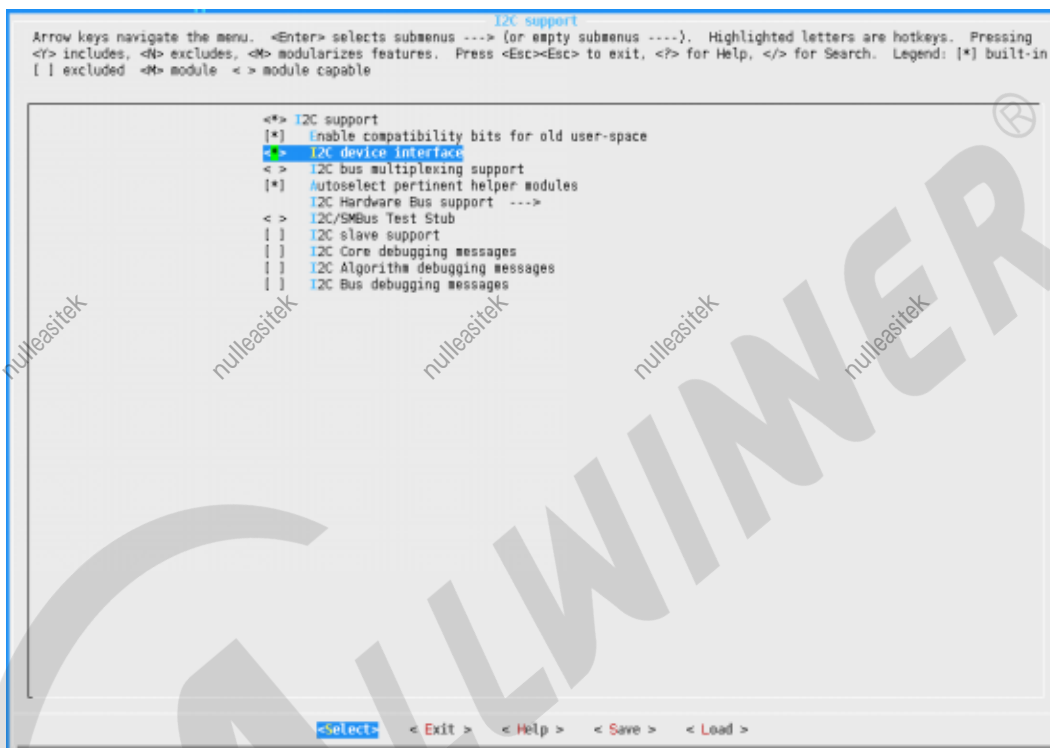 I2C support
Arrow keys navigate the menu.  <Enter> selects submenus ---> (or empty submenus ----).  Highlighted letters are hotkeys.  Pressing
<Y> includes, <N> excludes, <M> modularizes features.  Press <Esc><Esc> to exit, <?> for Help, </> for Search.  Legend: [*] built-in
[ ] excluded  <M> module  < > module capable
<*> I2C support
[*]   Enable compatibility bits for old user-space
<*>   I2C device interface
< >   I2C bus multiplexing support
[*]   Autoselect pertinent helper modules
      I2C Hardware Bus support  --->
< >   I2C/SMBus Test Stub
[ ]   I2C slave support
[ ]   I2C Core debugging messages
[ ]   I2C Algorithm debugging messages
[ ]   I2C Bus debugging messages
nulleasitek nulleasitek nulleasitek nulleasitek nulleasitek
ALLWINNER®
<Select>    < Exit >    < Help >    < Save >    < Load >